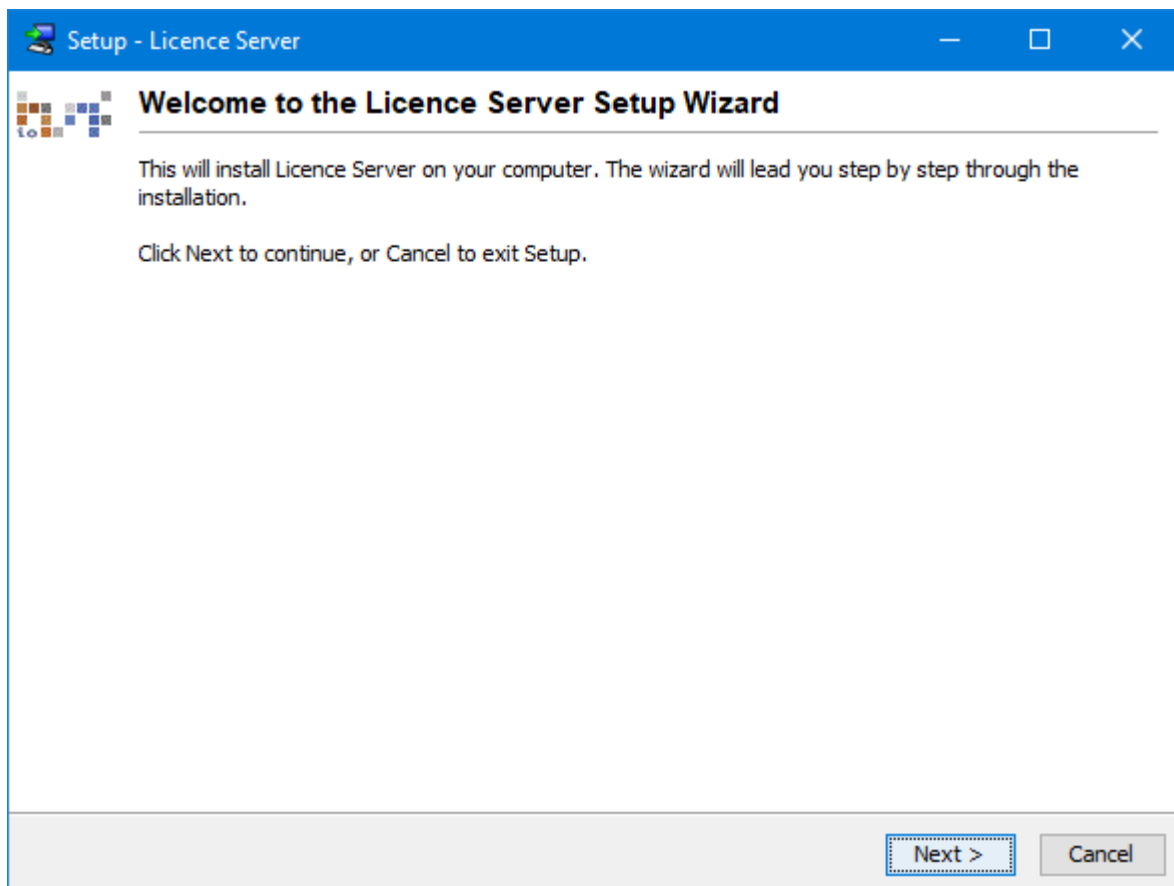 Setup - Licence Server
Welcome to the Licence Server Setup Wizard
io
This will install Licence Server on your computer. The wizard will lead you step by step through the
installation.
Click Next to continue, or Cancel to exit Setup.
Next >
Cancel